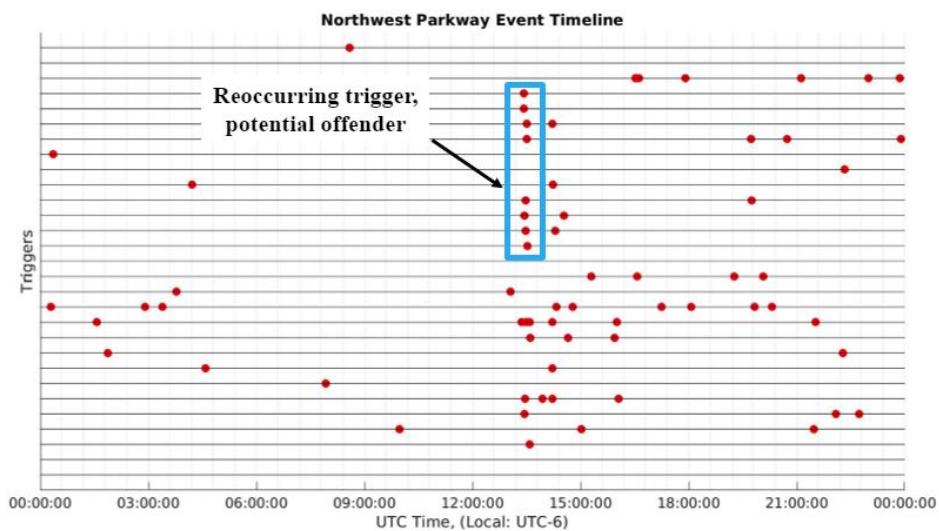 Northwest Parkway Event Timeline
Reoccurring trigger,
potential offender
Triggers
00:00:00 03:00:00 06:00:00 09:00:00 12:00:00 15:00:00 18:00:00 21:00:00 00:00:00
UTC Time, (Local: UTC-6)